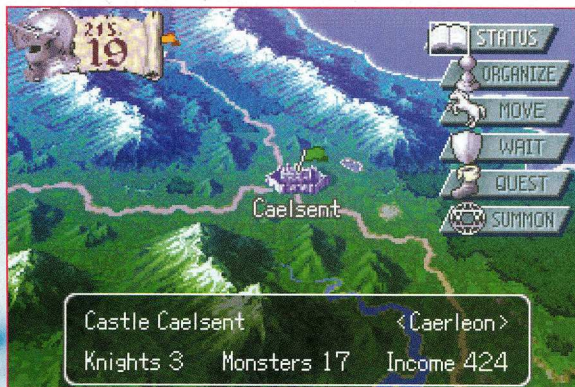 215.
19
STATUS
ORGANIZE
MOVE
WAIT
QUEST
SUMMON
Caelsent
Castle Caelsent <Caerleon>
Knights 3 Monsters 17 Income 424